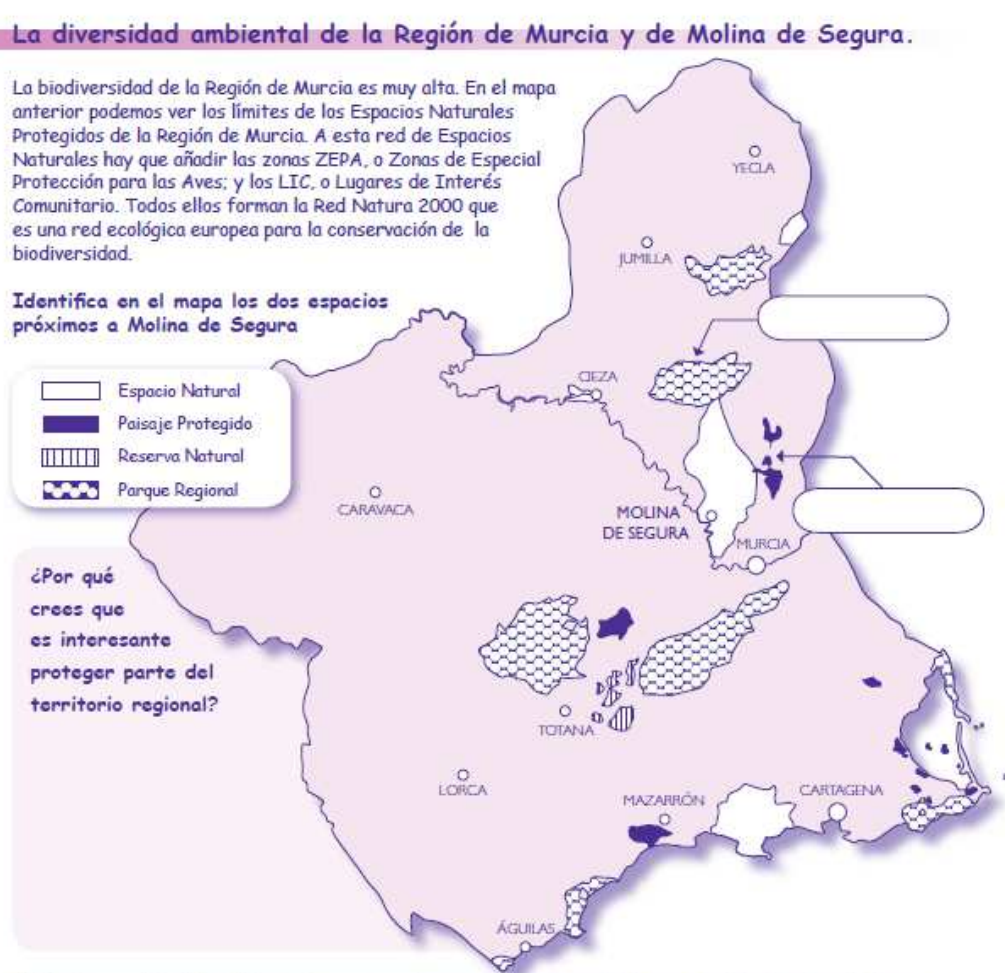 La diversidad ambiental de la Región de Murcia y de Molina de Segura.
La biodiversidad de la Región de Murcia es muy alta. En el mapa
anterior podemos ver los límites de los Espacios Naturales
Protegidos de la Región de Murcia. A esta red de Espacios
Naturales hay que añadir las zonas ZEPA, o Zonas de Especial
Protección para las Aves; y los LIC, o Lugares de Interés
Comunitario. Todos ellos forman la Red Natura 2000 que
es una red ecológica europea para la conservación de la
biodiversidad.
Identifica en el mapa los dos espacios
próximos a Molina de Segura
Espacio Natural
Paisaje Protegido
Reserva Natural
Parque Regional
¿Por qué
crees que
es interesante
proteger parte del
territorio regional?
YECLA
JUMILLA
CIEZA
CARAVACA
MOLINA
DE SEGURA
MURCIA
TOTANA
LORCA
MAZARRÓN
CARTAGENA
ÁGUILAS